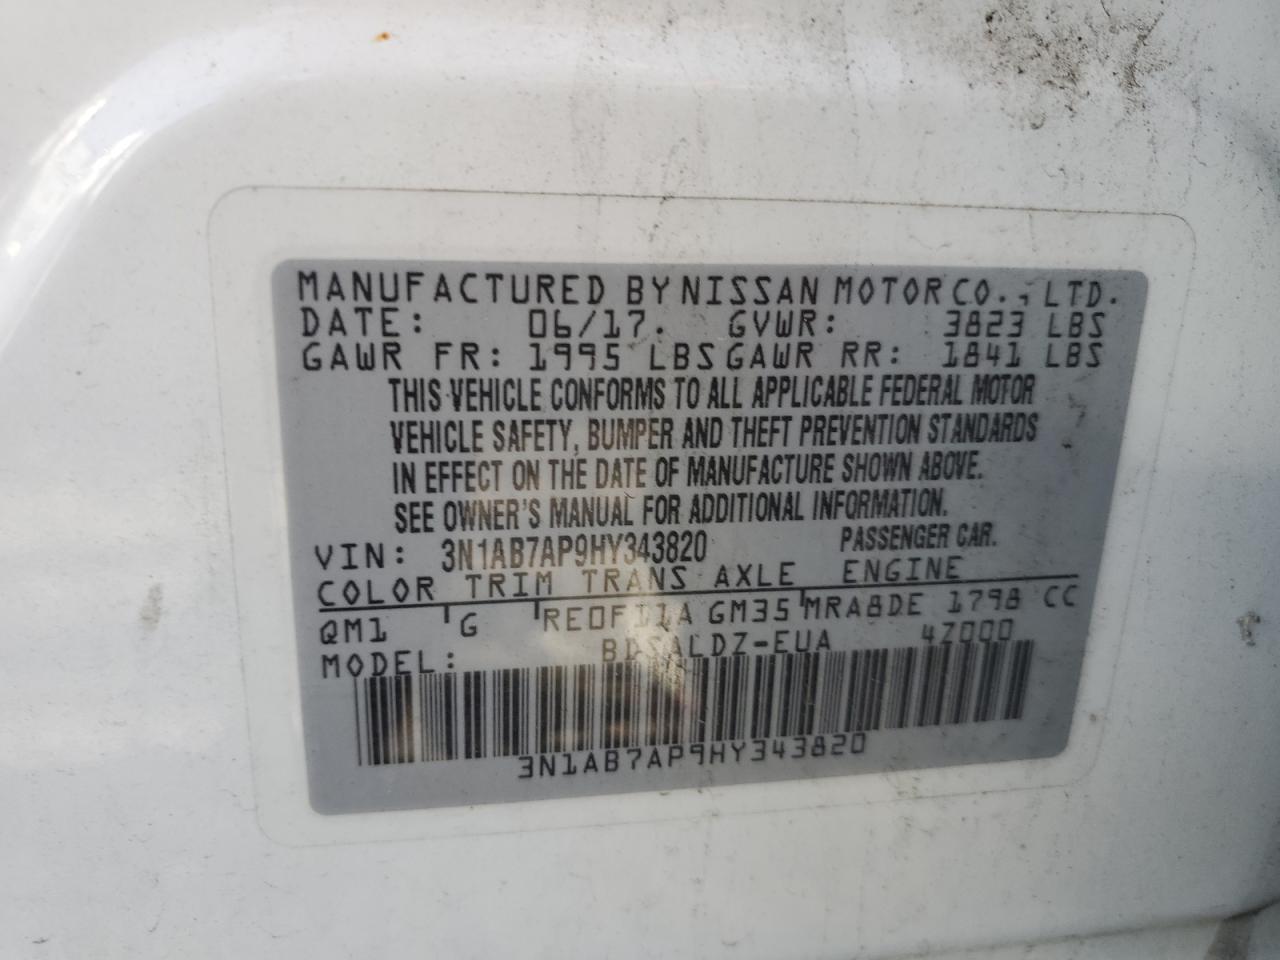 MANUFACTURED BY NISSAN MOTOR CO., LTD.
DATE: 06/17. GVWR: 3823 LBS
GAWR FR: 1995 LBS GAWR RR: 1841 LBS
THIS VEHICLE CONFORMS TO ALL APPLICABLE FEDERAL MOTOR
VEHICLE SAFETY, BUMPER AND THEFT PREVENTION STANDARDS
IN EFFECT ON THE DATE OF MANUFACTURE SHOWN ABOVE.
SEE OWNER'S MANUAL FOR ADDITIONAL INFORMATION.
VIN: 3N1AB7AP9HY343820 PASSENGER CAR.
COLOR TRIM TRANS AXLE ENGINE
QM1 G RE0F11A GM35 MRA8DE 1798 CC
MODEL: BDSALDZ-EUA 4Z000
3N1AB7AP9HY343820